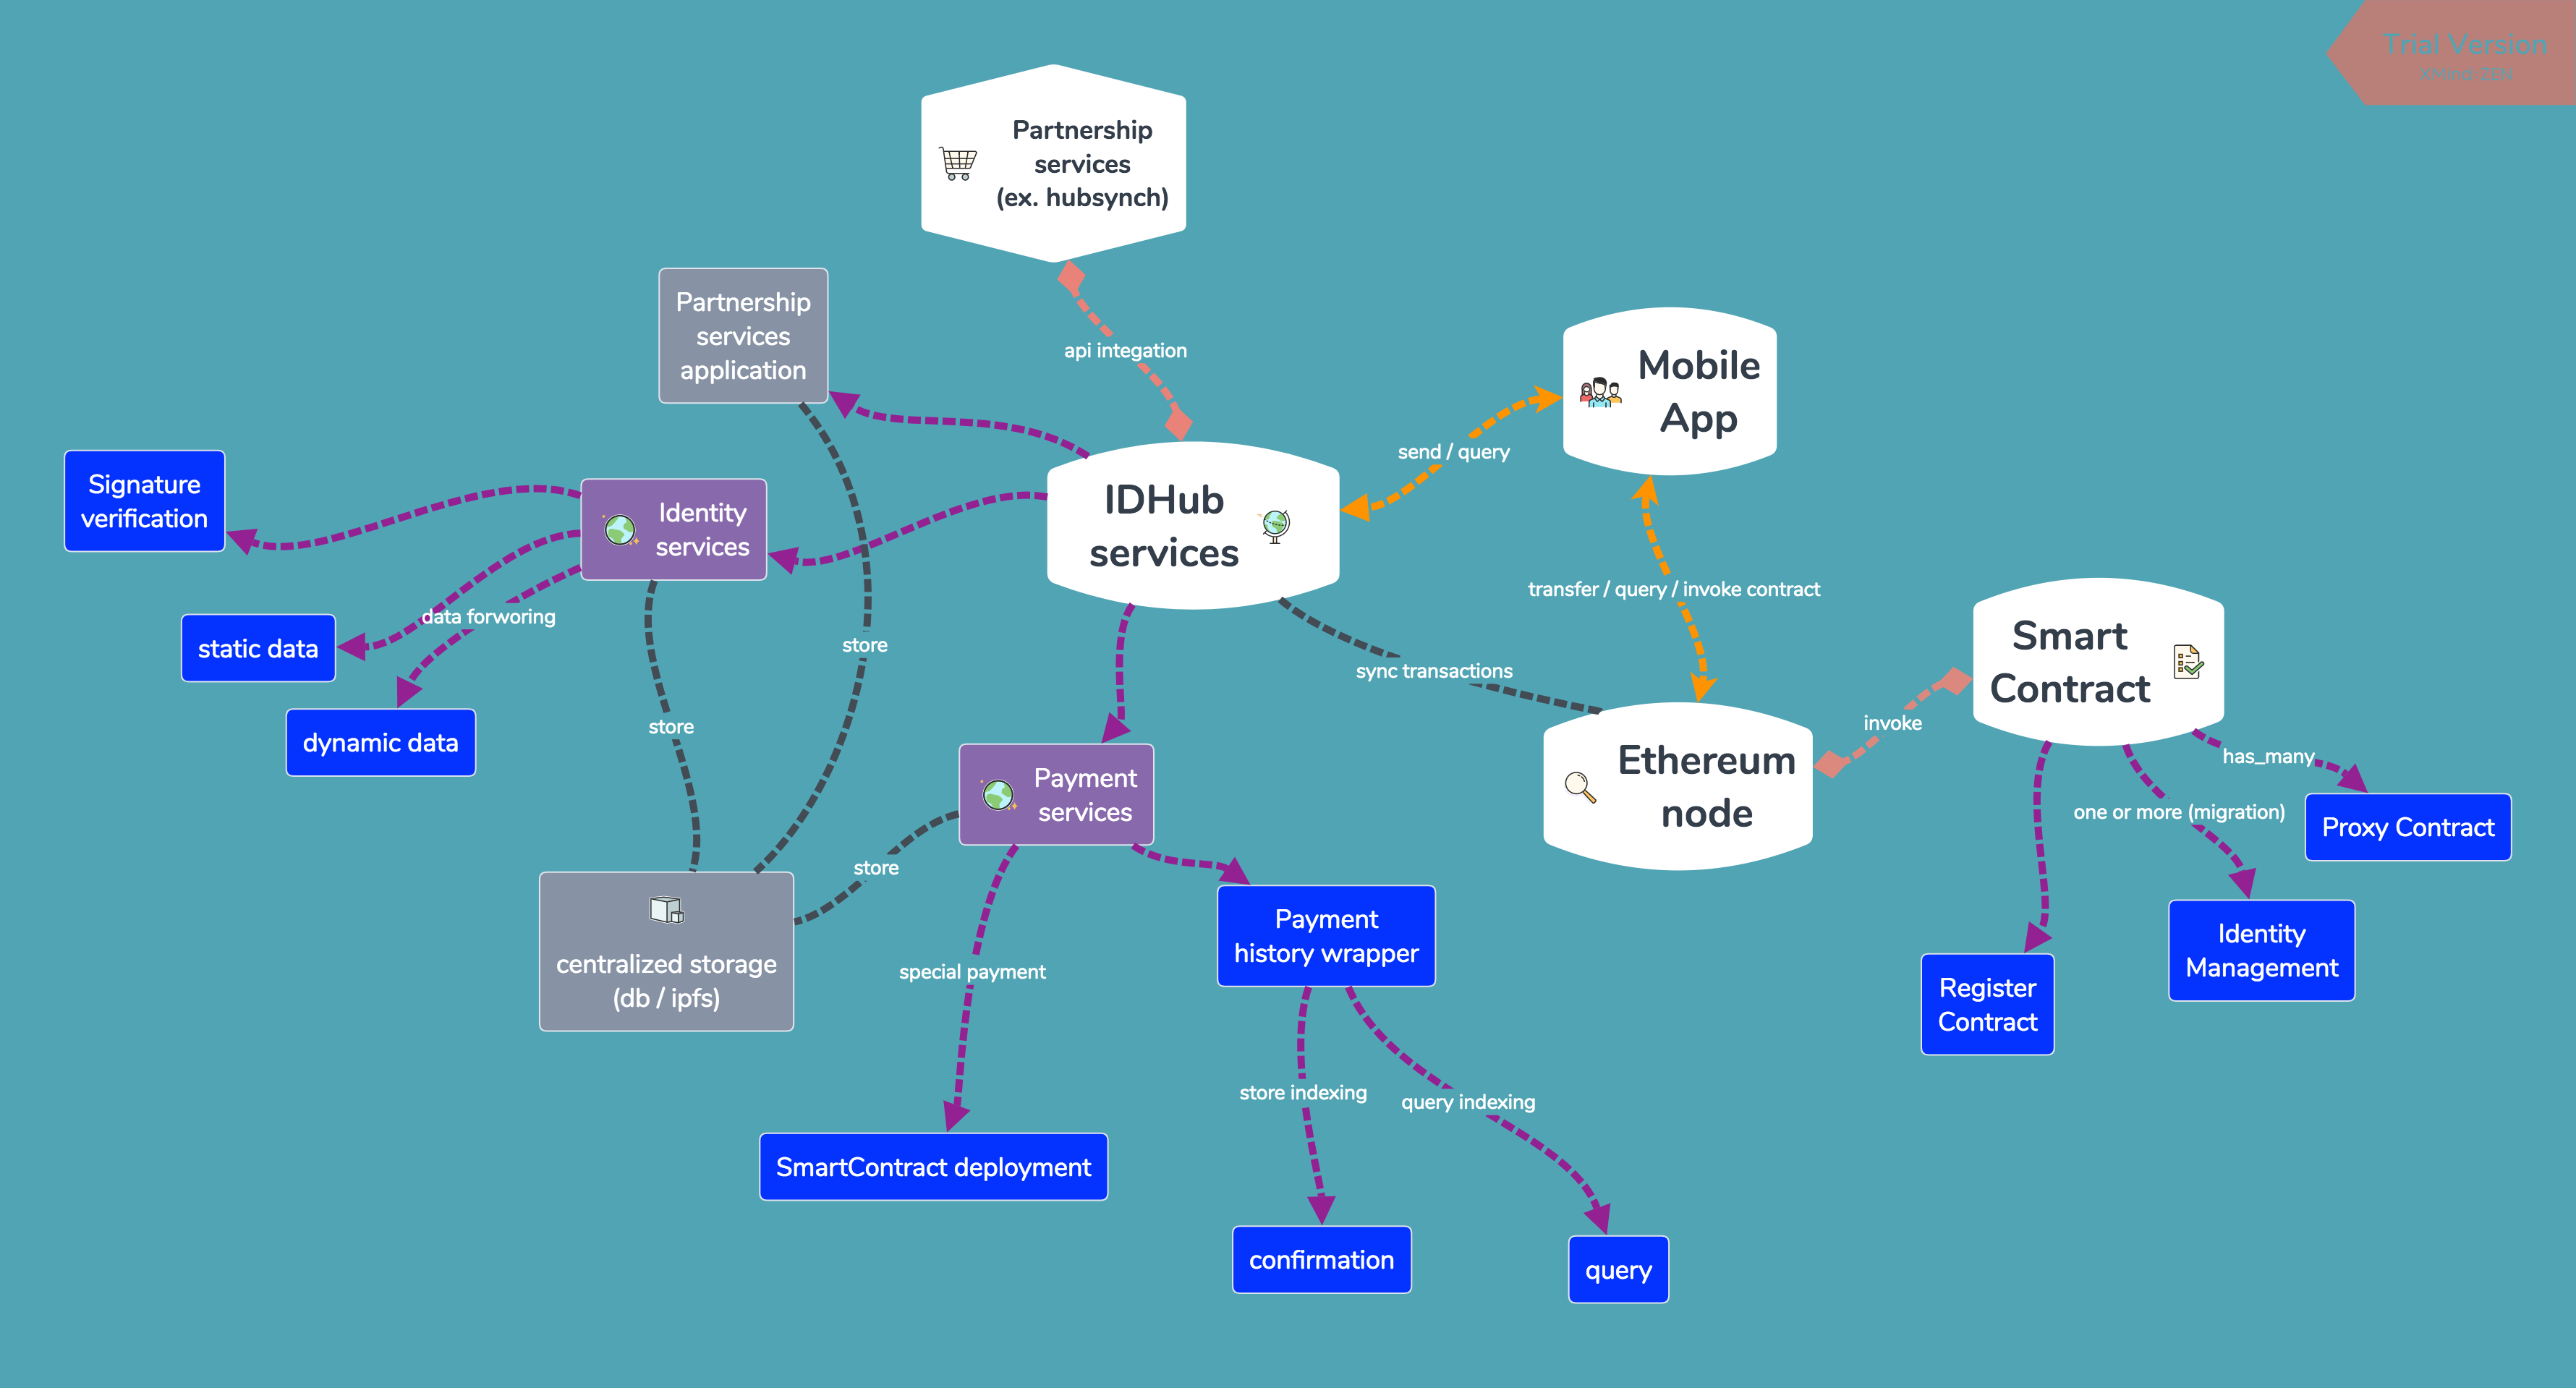 Trial Version
XMind:ZEN
Partnership
services
(ex. hubsynch)
Partnership
services
application
api integation
Mobile
App
send / query
Signature
verification
Identity
services
IDHub
services
transfer / query / invoke contract
data forworing
static data
store
sync transactions
Smart
Contract
dynamic data
store
invoke
has_many
Payment
services
Ethereum
node
one or more (migration)
Proxy Contract
store
centralized storage
(db / ipfs)
special payment
Payment
history wrapper
Identity
Management
Register
Contract
store indexing
query indexing
SmartContract deployment
confirmation
query